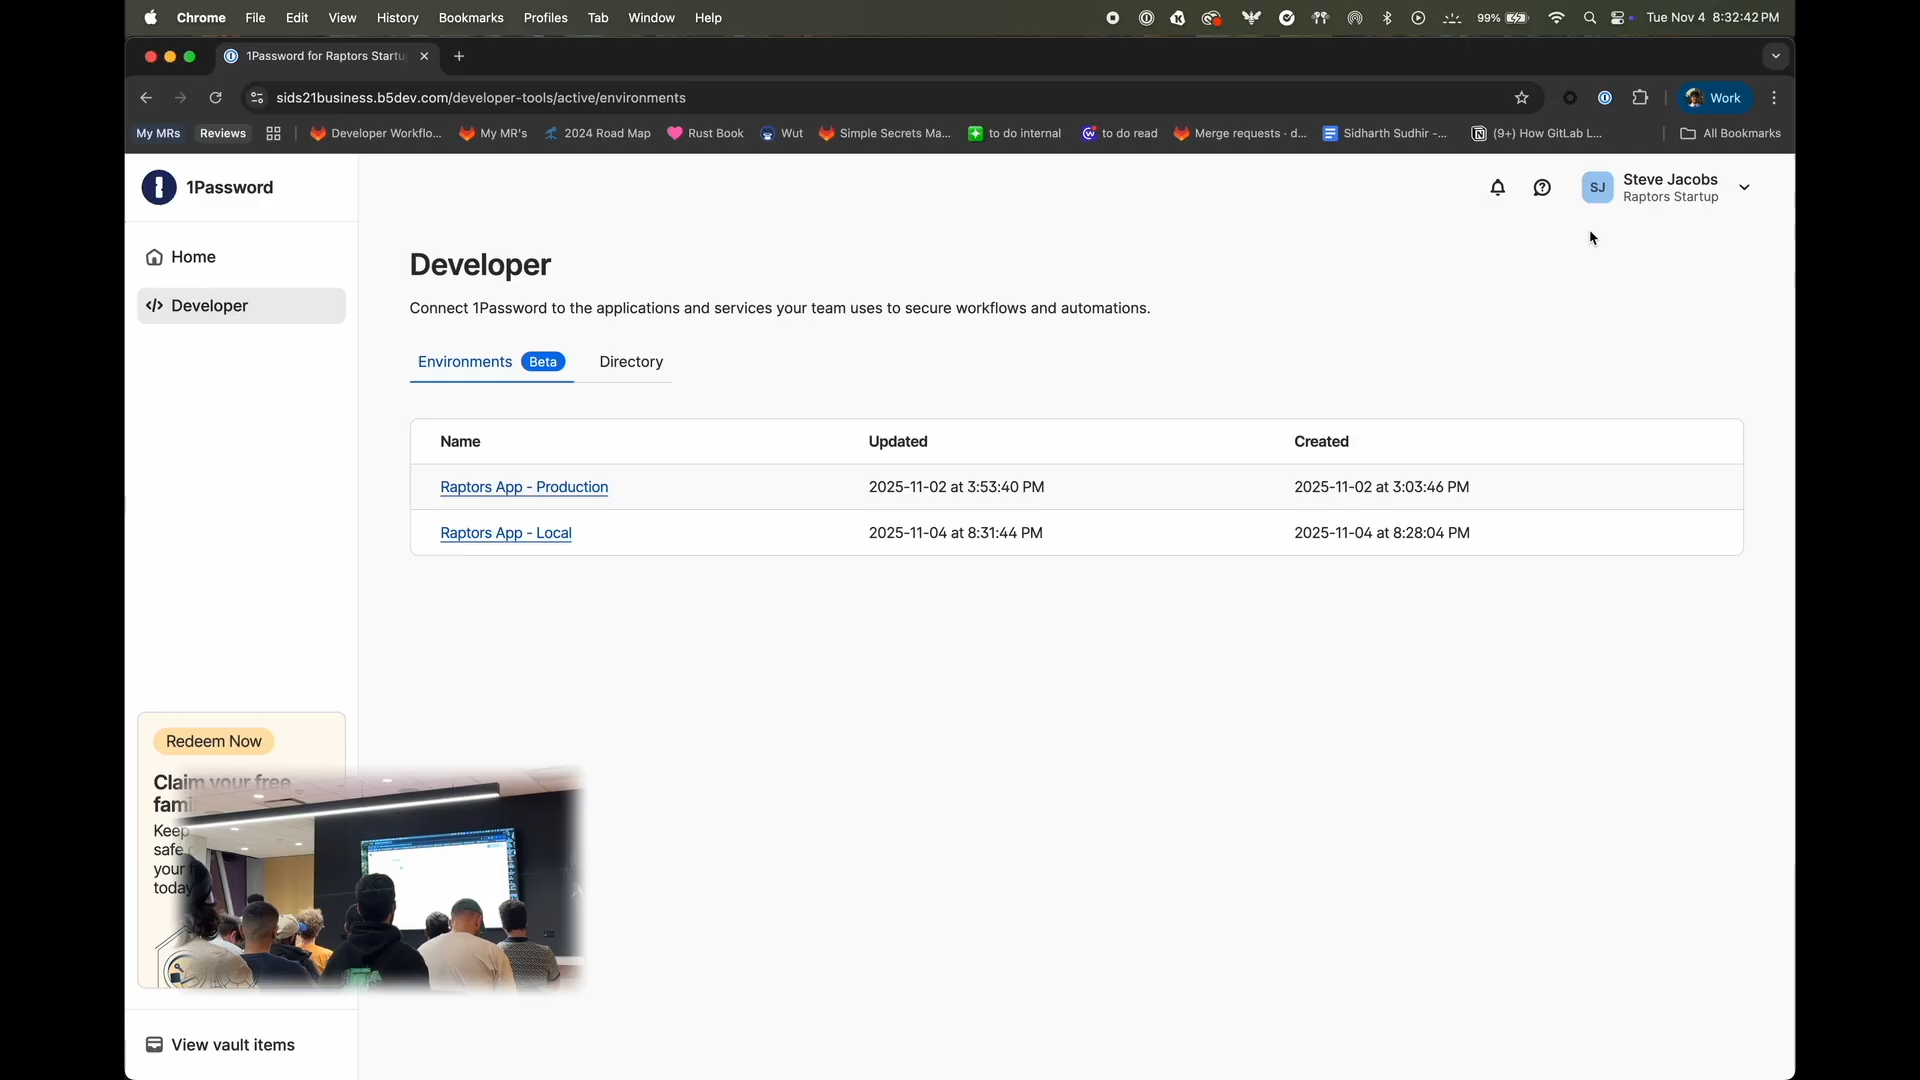 Chrome File Edit View History Bookmarks Profiles Tab Window Help 99% Tue Nov 4 8:32:42 PM
1Password for Raptors Startu
sids21business.b5dev.com/developer-tools/active/environments
Work
My MRs Reviews Developer Workflo... My MR's 2024 Road Map Rust Book Wut Simple Secrets Ma... to do internal to do read Merge requests · d... Sidharth Sudhir -... (9+) How GitLab L... All Bookmarks
1Password
SJ Steve Jacobs
Raptors Startup
Home
Developer
Developer
Connect 1Password to the applications and services your team uses to secure workflows and automations.
Environments Beta Directory
Name Updated Created
Raptors App - Production 2025-11-02 at 3:53:40 PM 2025-11-02 at 3:03:46 PM
Raptors App - Local 2025-11-04 at 8:31:44 PM 2025-11-04 at 8:28:04 PM
Redeem Now
Claim your free
fami
Keep
safe
your
today
View vault items